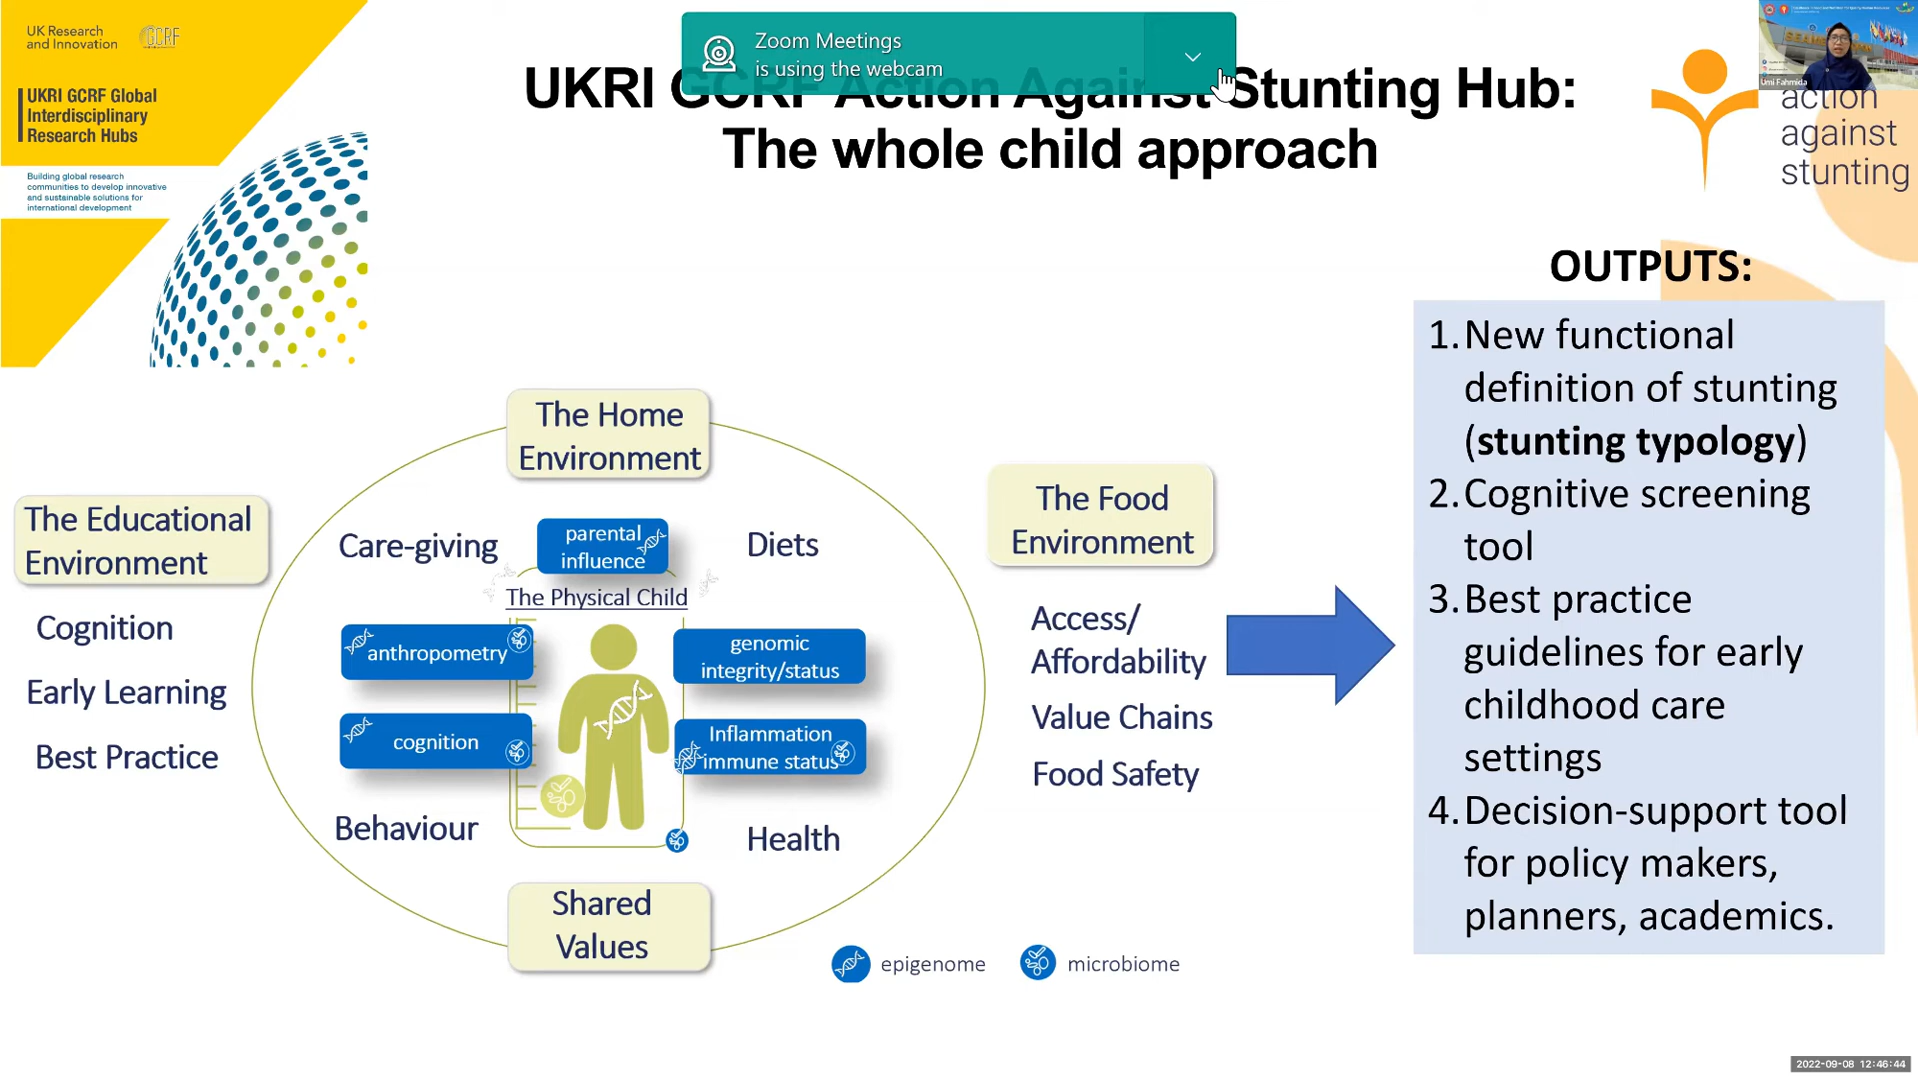 UK Research
and Innovation
GCRF
UKRI GCRF Global
Interdisciplinary
Research Hubs
Building global research
communities to develop innovative
and sustainable solutions for
international development
Zoom Meetings
is using the webcam
UKRI GCRF Action Against Stunting Hub:
The whole child approach
Umi Fahmida
action
against
stunting
The Educational
Environment
Cognition
Early Learning
Best Practice
The Home
Environment
Care-giving
parental
influence
Diets
The Physical Child
anthropometry
genomic
integrity/status
cognition
Inflammation
immune status
Behaviour
Health
Shared
Values
The Food
Environment
Access/
Affordability
Value Chains
Food Safety
epigenome
microbiome
OUTPUTS:
1. New functional
definition of stunting
(stunting typology)
2. Cognitive screening
tool
3. Best practice
guidelines for early
childhood care
settings
4. Decision-support tool
for policy makers,
planners, academics.
2022-09-08 12:46:44